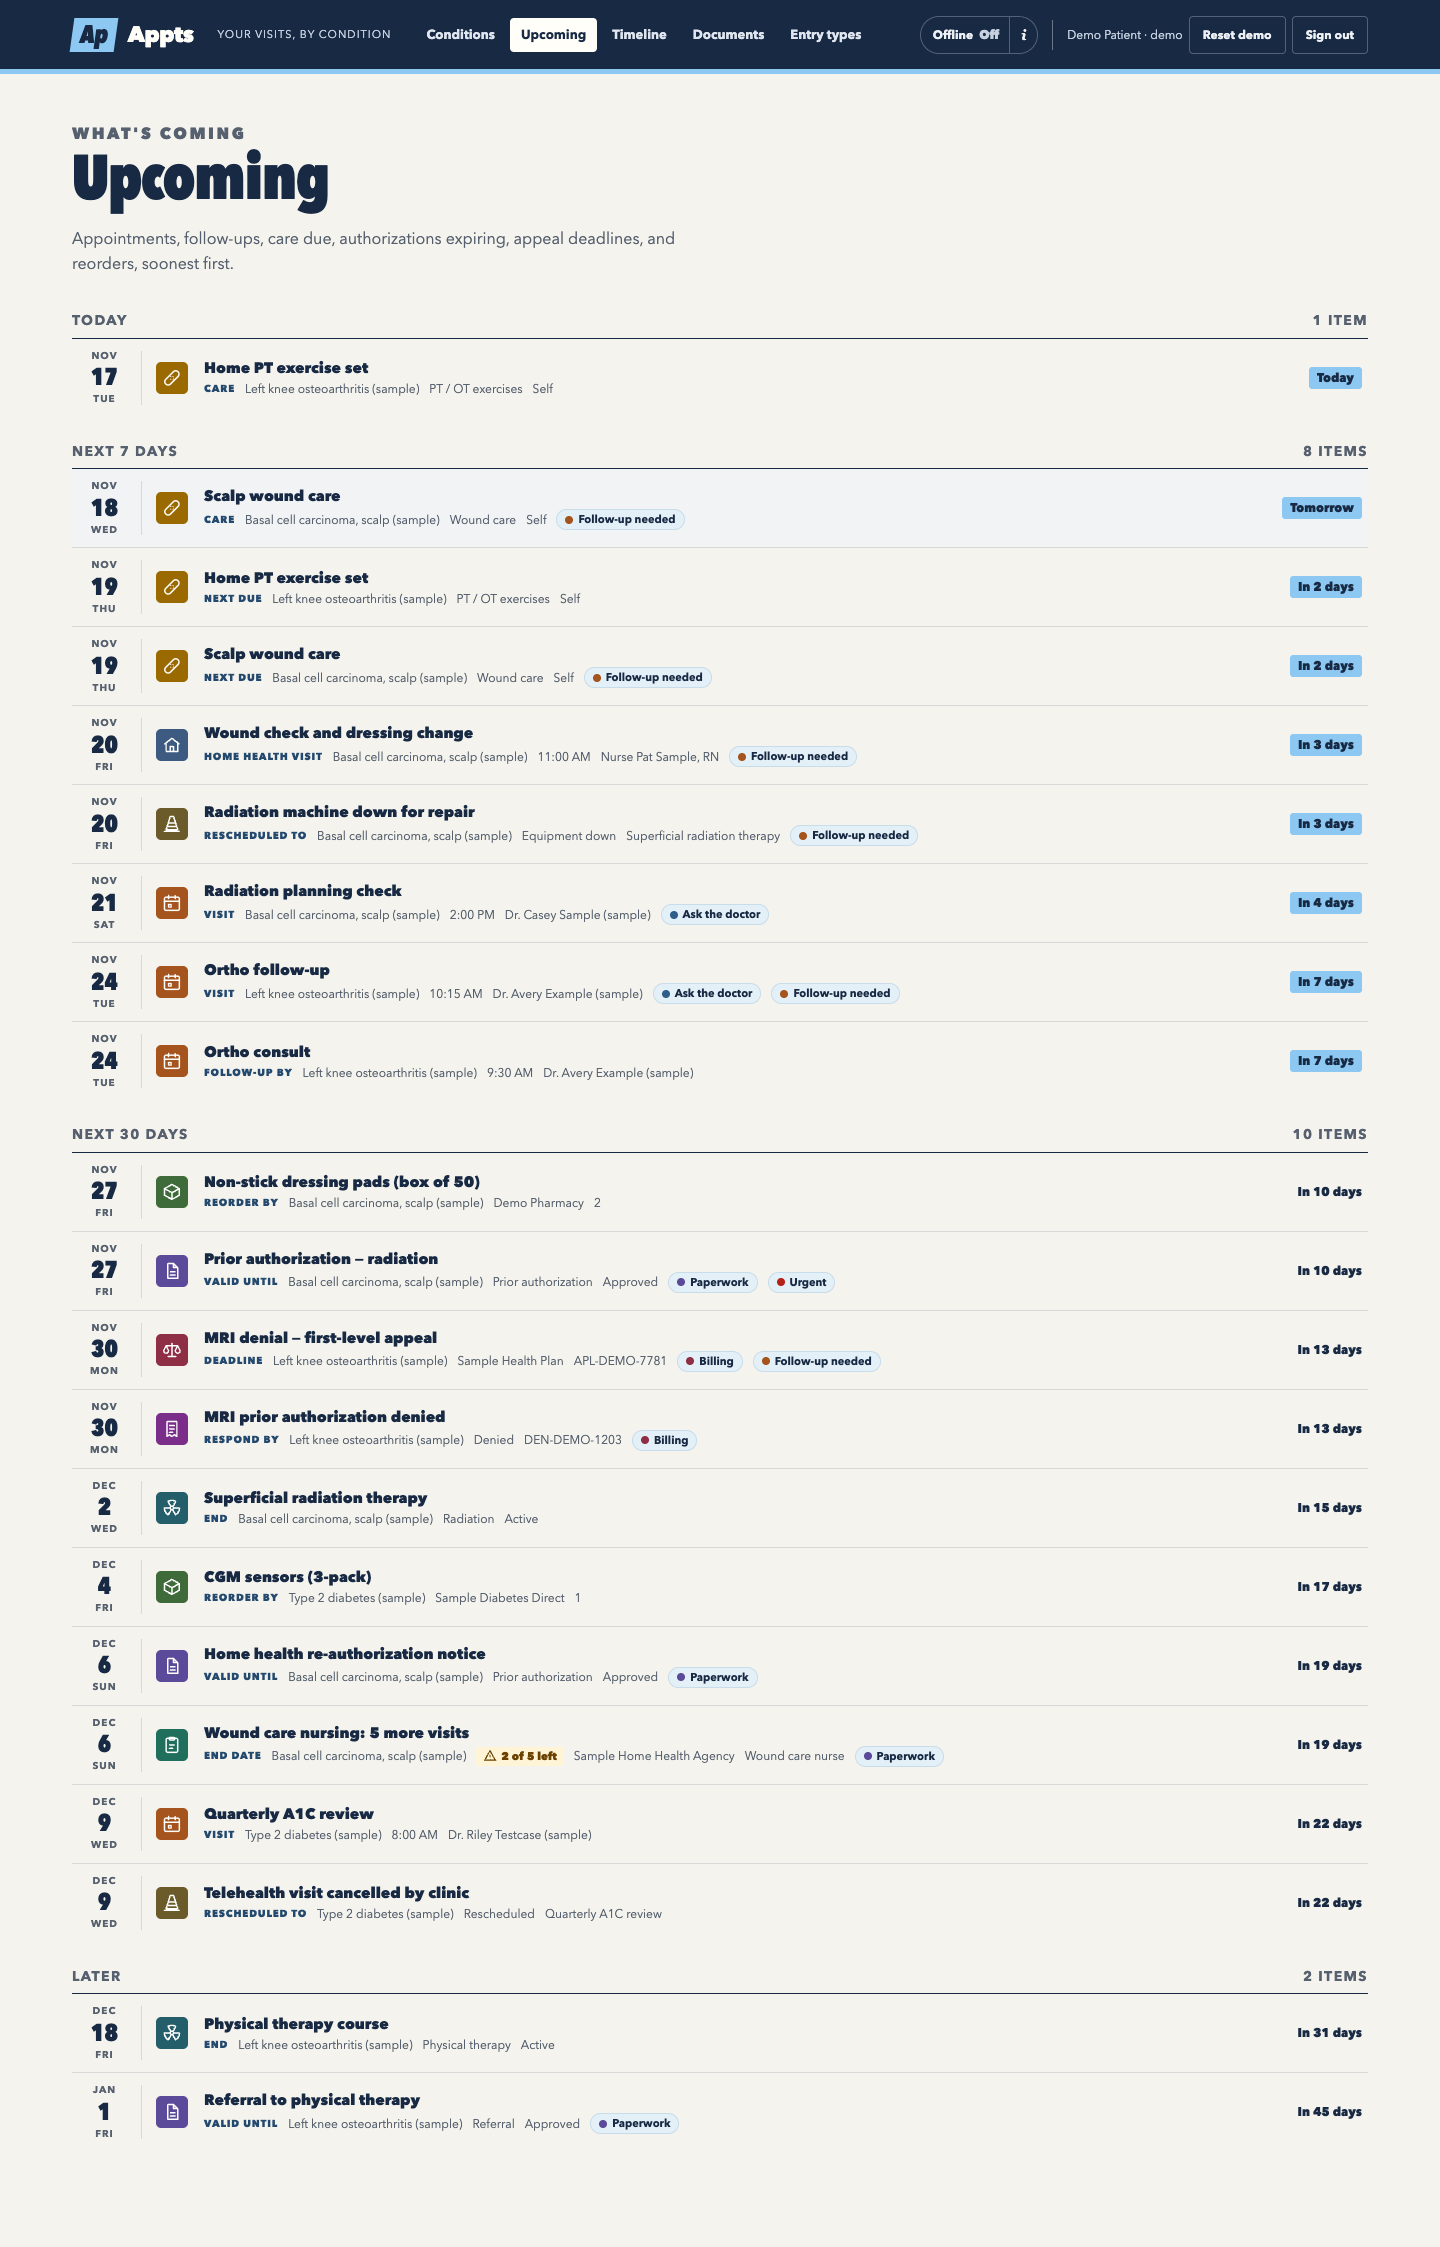 Ap Appts YOUR VISITS, BY CONDITION Conditions Upcoming Timeline Documents Entry types Offline Off i Demo Patient · demo Reset demo Sign out
WHAT'S COMING
Upcoming
Appointments, follow-ups, care due, authorizations expiring, appeal deadlines, and
reorders, soonest first.
TODAY 1 ITEM
NOV
17
TUE
Home PT exercise set
CARE Left knee osteoarthritis (sample) PT / OT exercises Self
Today
NEXT 7 DAYS 8 ITEMS
NOV
18
WED
Scalp wound care
CARE Basal cell carcinoma, scalp (sample) Wound care Self Follow-up needed
Tomorrow
NOV
19
THU
Home PT exercise set
NEXT DUE Left knee osteoarthritis (sample) PT / OT exercises Self
In 2 days
NOV
19
THU
Scalp wound care
NEXT DUE Basal cell carcinoma, scalp (sample) Wound care Self Follow-up needed
In 2 days
NOV
20
FRI
Wound check and dressing change
HOME HEALTH VISIT Basal cell carcinoma, scalp (sample) 11:00 AM Nurse Pat Sample, RN Follow-up needed
In 3 days
NOV
20
FRI
Radiation machine down for repair
RESCHEDULED TO Basal cell carcinoma, scalp (sample) Equipment down Superficial radiation therapy Follow-up needed
In 3 days
NOV
21
SAT
Radiation planning check
VISIT Basal cell carcinoma, scalp (sample) 2:00 PM Dr. Casey Sample (sample) Ask the doctor
In 4 days
NOV
24
TUE
Ortho follow-up
VISIT Left knee osteoarthritis (sample) 10:15 AM Dr. Avery Example (sample) Ask the doctor Follow-up needed
In 7 days
NOV
24
TUE
Ortho consult
FOLLOW-UP BY Left knee osteoarthritis (sample) 9:30 AM Dr. Avery Example (sample)
In 7 days
NEXT 30 DAYS 10 ITEMS
NOV
27
FRI
Non-stick dressing pads (box of 50)
REORDER BY Basal cell carcinoma, scalp (sample) Demo Pharmacy 2
In 10 days
NOV
27
FRI
Prior authorization – radiation
VALID UNTIL Basal cell carcinoma, scalp (sample) Prior authorization Approved Paperwork Urgent
In 10 days
NOV
30
MON
MRI denial – first-level appeal
DEADLINE Left knee osteoarthritis (sample) Sample Health Plan APL-DEMO-7781 Billing Follow-up needed
In 13 days
NOV
30
MON
MRI prior authorization denied
RESPOND BY Left knee osteoarthritis (sample) Denied DEN-DEMO-1203 Billing
In 13 days
DEC
2
WED
Superficial radiation therapy
END Basal cell carcinoma, scalp (sample) Radiation Active
In 15 days
DEC
4
FRI
CGM sensors (3-pack)
REORDER BY Type 2 diabetes (sample) Sample Diabetes Direct 1
In 17 days
DEC
6
SUN
Home health re-authorization notice
VALID UNTIL Basal cell carcinoma, scalp (sample) Prior authorization Approved Paperwork
In 19 days
DEC
6
SUN
Wound care nursing: 5 more visits
END DATE Basal cell carcinoma, scalp (sample) 2 of 5 left Sample Home Health Agency Wound care nurse Paperwork
In 19 days
DEC
9
WED
Quarterly A1C review
VISIT Type 2 diabetes (sample) 8:00 AM Dr. Riley Testcase (sample)
In 22 days
DEC
9
WED
Telehealth visit cancelled by clinic
RESCHEDULED TO Type 2 diabetes (sample) Rescheduled Quarterly A1C review
In 22 days
LATER 2 ITEMS
DEC
18
FRI
Physical therapy course
END Left knee osteoarthritis (sample) Physical therapy Active
In 31 days
JAN
1
FRI
Referral to physical therapy
VALID UNTIL Left knee osteoarthritis (sample) Referral Approved Paperwork
In 45 days